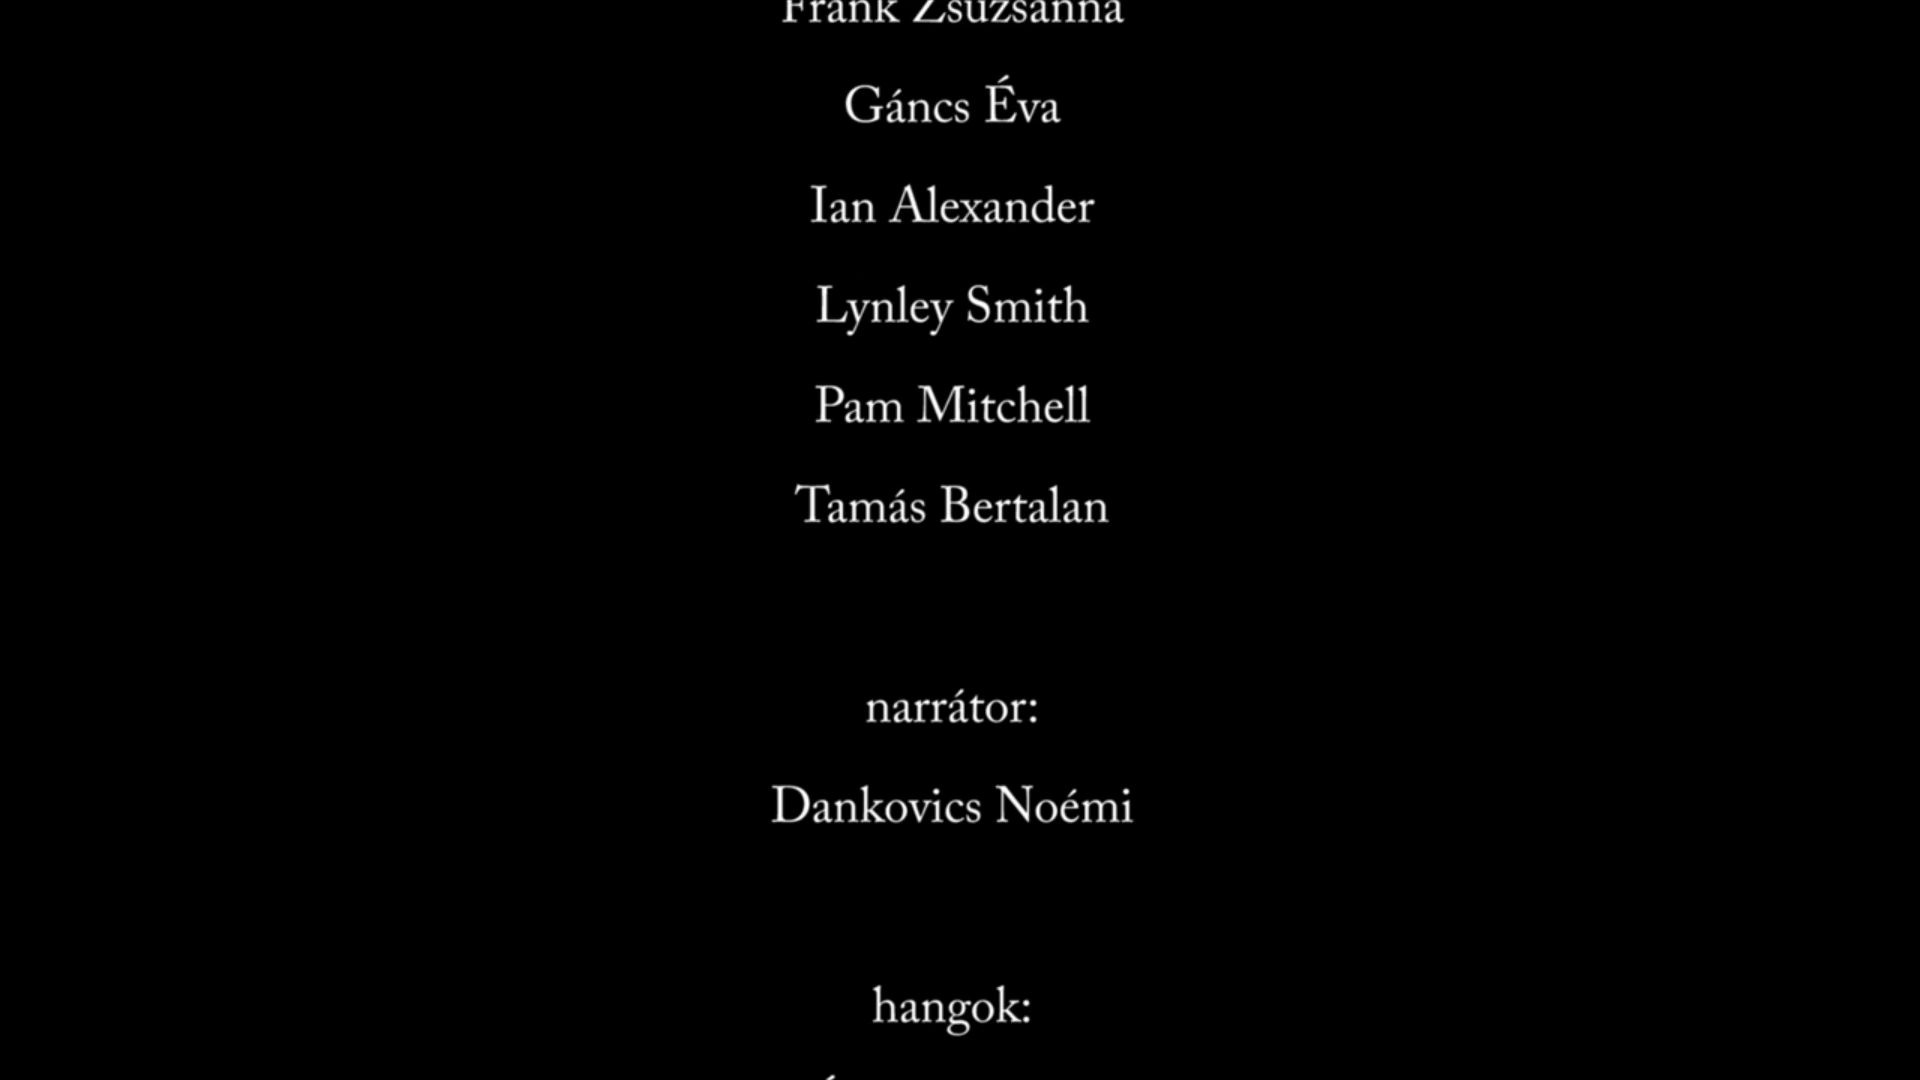 Frank Zsuzsanna
Gáncs Éva
Ian Alexander
Lynley Smith
Pam Mitchell
Tamás Bertalan
narrátor:
Dankovics Noémi
hangok: